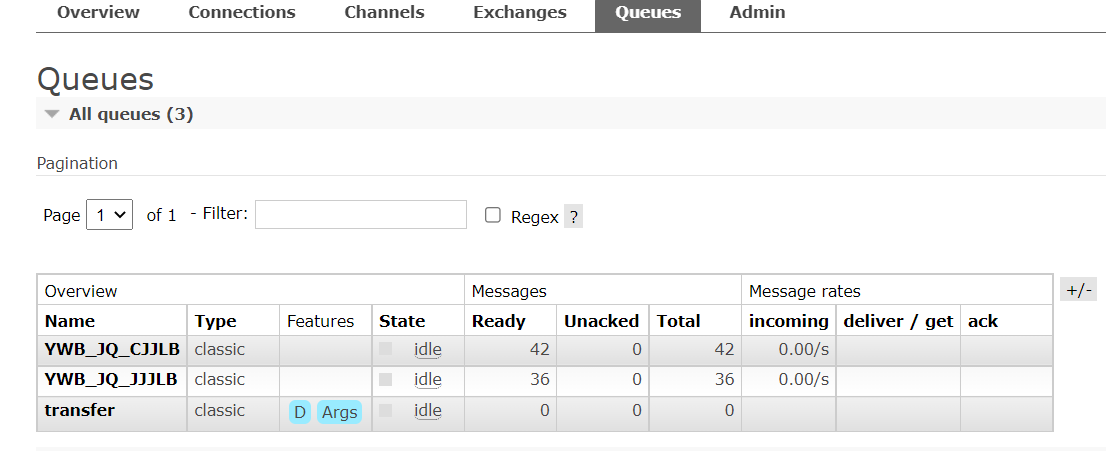 Overview Connections Channels Exchanges Queues Admin
Queues
All queues (3)
Pagination
Page 1 of 1 - Filter: Regex ?
Overview Messages Message rates +/-
Name Type Features State Ready Unacked Total incoming deliver / get ack
YWB_JQ_CJJLB classic idle 42 0 42 0.00/s
YWB_JQ_JJJLB classic idle 36 0 36 0.00/s
transfer classic D Args idle 0 0 0